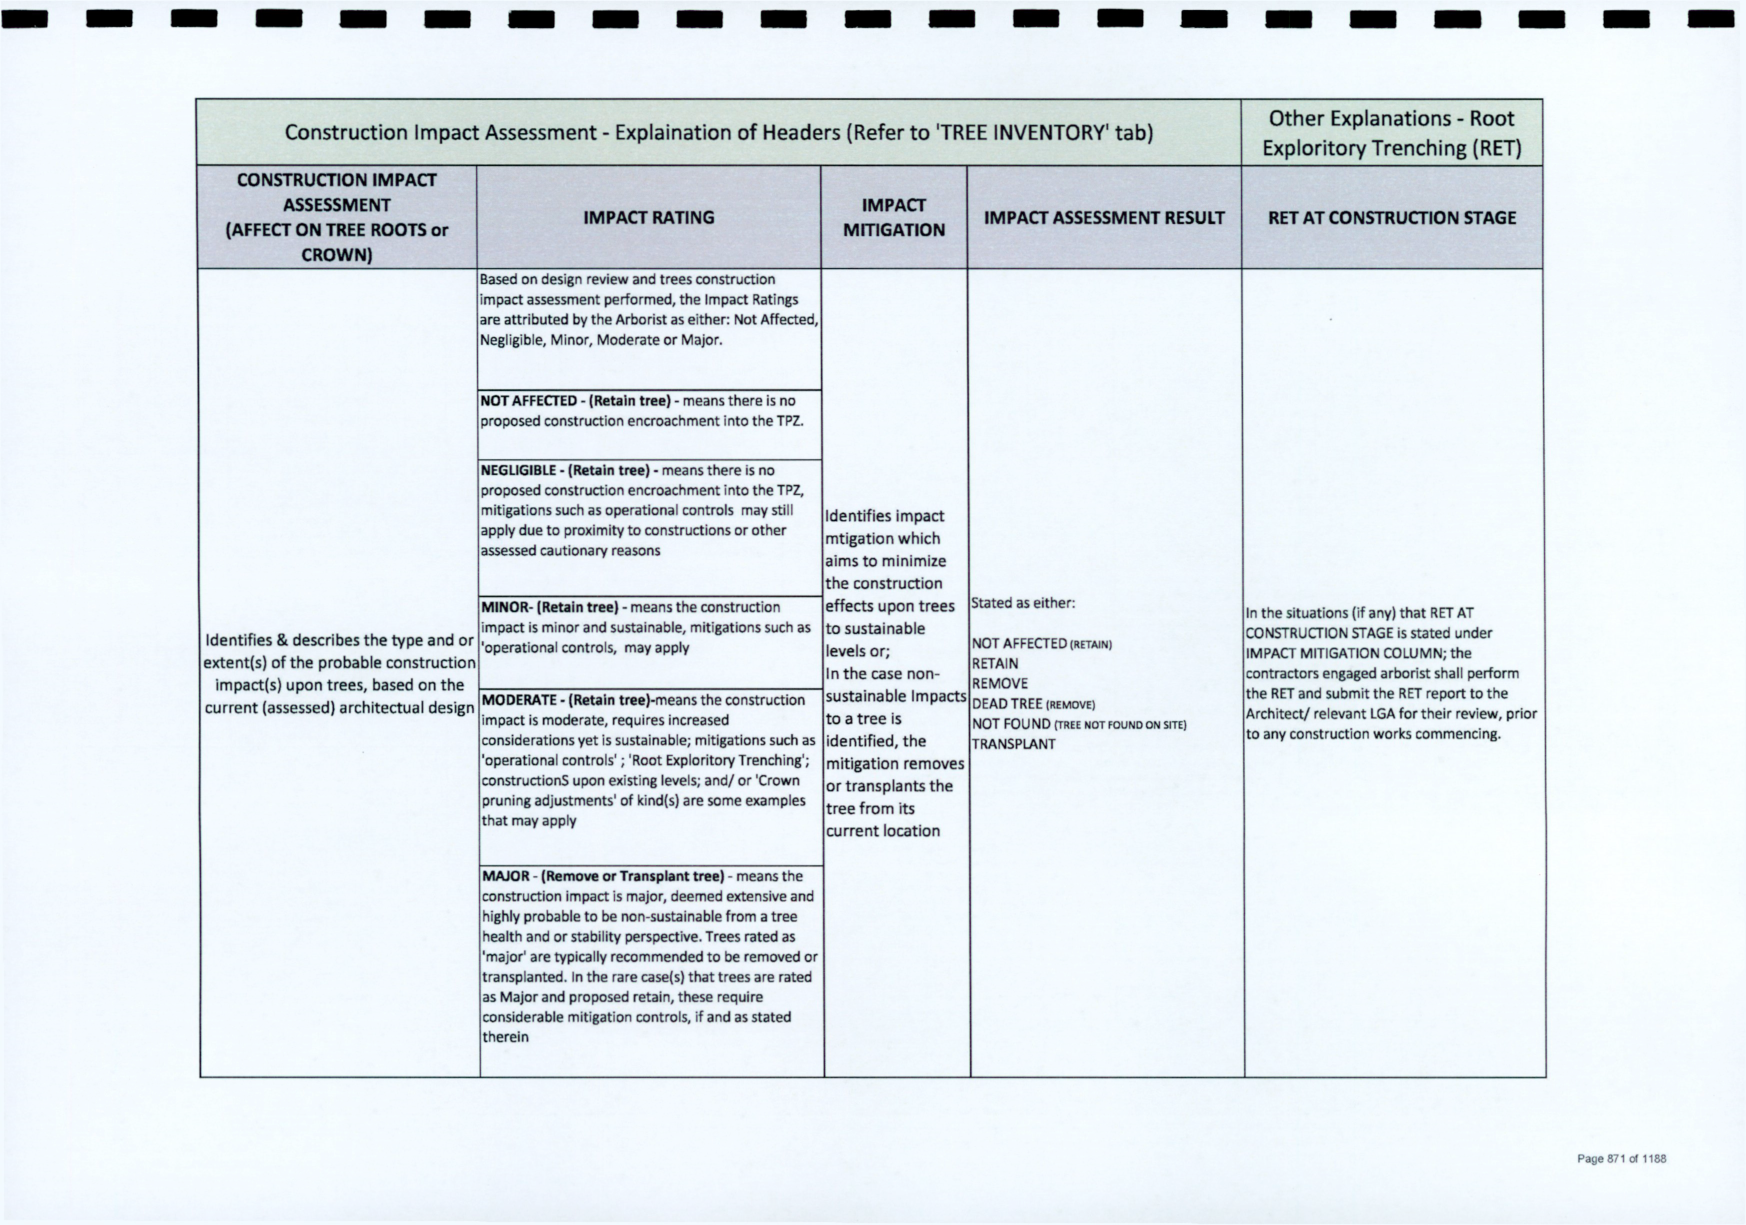 Construction Impact Assessment - Explaination of Headers (Refer to 'TREE INVENTORY' tab)
Other Explanations - Root
Exploritory Trenching (RET)
CONSTRUCTION IMPACT
ASSESSMENT
(AFFECT ON TREE ROOTS or
CROWN)
IMPACT RATING
IMPACT
MITIGATION
IMPACT ASSESSMENT RESULT
RET AT CONSTRUCTION STAGE
Identifies & describes the type and or
extent(s) of the probable construction
impact(s) upon trees, based on the
current (assessed) architectual design
Based on design review and trees construction
impact assessment performed, the Impact Ratings
are attributed by the Arborist as either: Not Affected,
Negligible, Minor, Moderate or Major.
NOT AFFECTED - (Retain tree) - means there is no
proposed construction encroachment into the TPZ.
NEGLIGIBLE - (Retain tree) - means there is no
proposed construction encroachment into the TPZ,
mitigations such as operational controls may still
apply due to proximity to constructions or other
assessed cautionary reasons
MINOR- (Retain tree) - means the construction
impact is minor and sustainable, mitigations such as
'operational controls, may apply
MODERATE - (Retain tree)-means the construction
impact is moderate, requires increased
considerations yet is sustainable; mitigations such as
'operational controls' ; 'Root Exploritory Trenching';
constructionS upon existing levels; and/ or 'Crown
pruning adjustments' of kind(s) are some examples
that may apply
MAJOR - (Remove or Transplant tree) - means the
construction impact is major, deemed extensive and
highly probable to be non-sustainable from a tree
health and or stability perspective. Trees rated as
'major' are typically recommended to be removed or
transplanted. In the rare case(s) that trees are rated
as Major and proposed retain, these require
considerable mitigation controls, if and as stated
therein
Identifies impact
mtigation which
aims to minimize
the construction
effects upon trees
to sustainable
levels or;
In the case non-
sustainable Impacts
to a tree is
identified, the
mitigation removes
or transplants the
tree from its
current location
Stated as either:
NOT AFFECTED (RETAIN)
RETAIN
REMOVE
DEAD TREE (REMOVE)
NOT FOUND (TREE NOT FOUND ON SITE)
TRANSPLANT
In the situations (if any) that RET AT
CONSTRUCTION STAGE is stated under
IMPACT MITIGATION COLUMN; the
contractors engaged arborist shall perform
the RET and submit the RET report to the
Architect/ relevant LGA for their review, prior
to any construction works commencing.
Page 871 of 1188